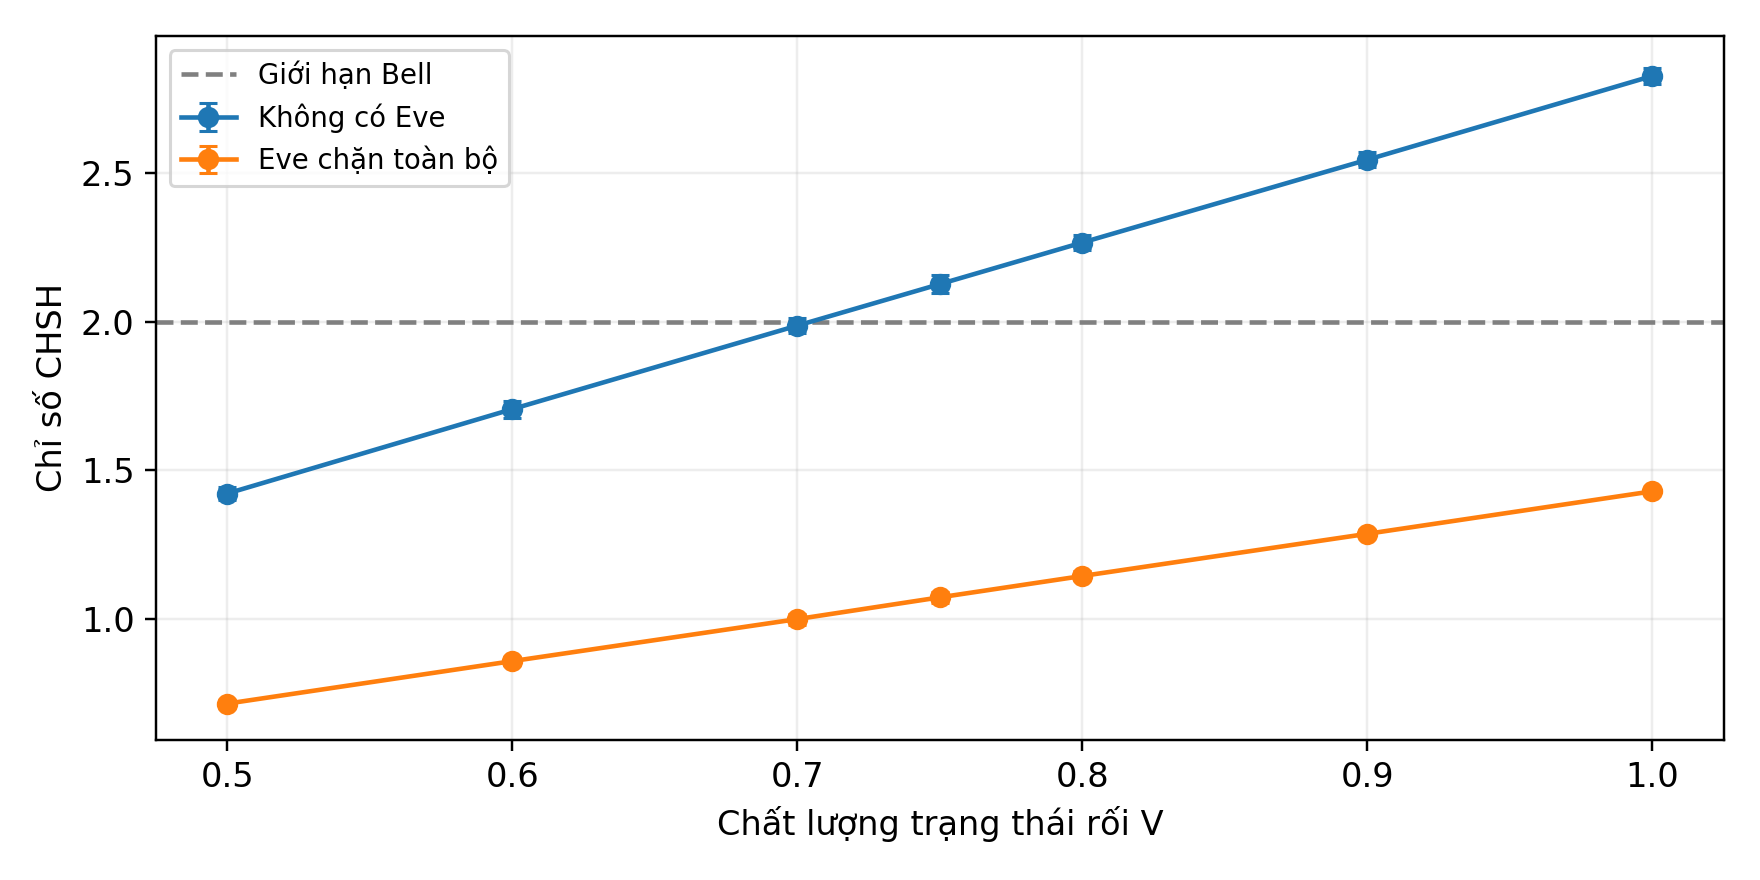 Giới hạn Bell
Không có Eve
Eve chặn toàn bộ
Chỉ số CHSH
2.5
2.0
1.5
1.0
0.5 0.6 0.7 0.8 0.9 1.0
Chất lượng trạng thái rối V